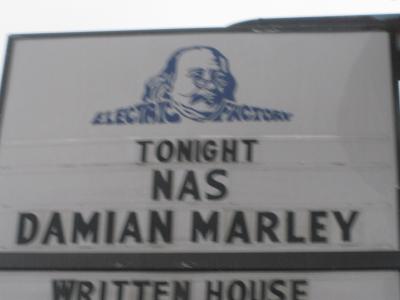 ELECTRIC FACTORY
TONIGHT
NAS
DAMIAN MARLEY
WRITTEN HOUSE